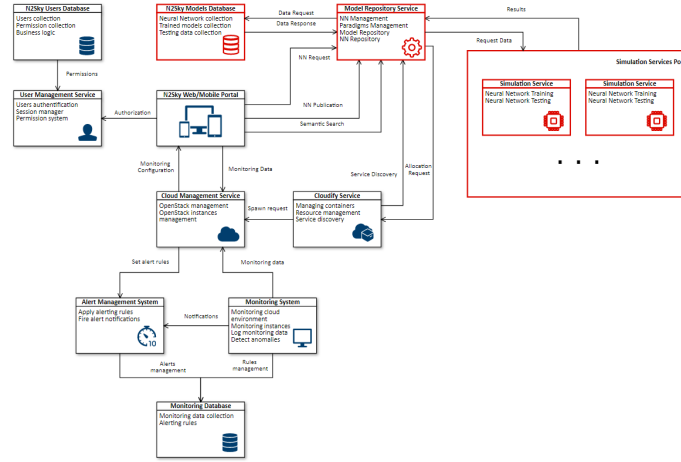 N2Sky Users Database
Users collection
Permission collection
Business logic
N2Sky Models Database
Neural Network collection
Trained models collection
Testing data collection
Data Request
Data Response
Model Repository Service
NN Management
Paradigms Management
Model Repository
NN Repository
Results
Request Data
Simulation Services Po
Simulation Service
Neural Network Training
Neural Network Testing
Simulation Service
Neural Network Training
Neural Network Testing
. . .
Permissions
NN Request
User Management Service
Users authentification
Session manager
Permission system
Authorization
N2Sky Web/Mobile Portal
NN Publication
Semantic Search
Monitoring
Configuration
Monitoring Data
Service Discovery
Allocation
Request
Cloud Management Service
OpenStack management
OpenStack instances
management
Spawn request
Cloudify Service
Managing containers
Resource management
Service discovery
Set alert rules
Monitoring data
Alert Management System
Apply alerting rules
Fire alert notifications
10
Notifications
Monitoring System
Monitoring cloud
environment
Monitoring instances
Log monitoring data
Detect anomalies
Alerts
management
Rules
management
Monitoring Database
Monitoring data collection
Alerting rules